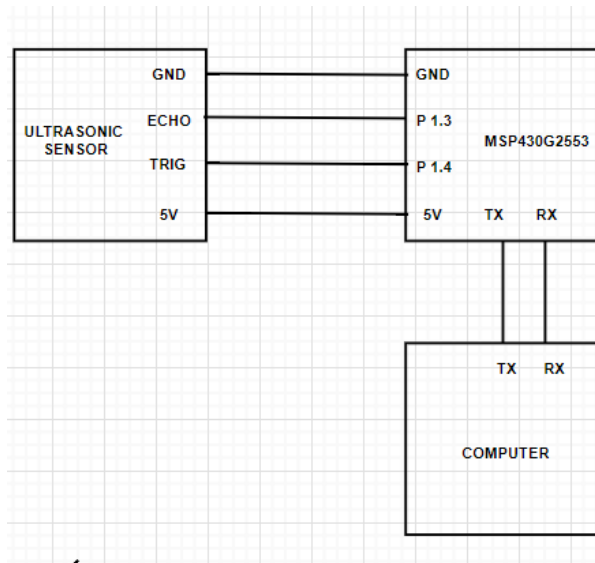 GND
ECHO
ULTRASONIC
SENSOR
TRIG
5V
GND
P 1.3
MSP430G2553
P 1.4
5V TX RX
TX RX
COMPUTER